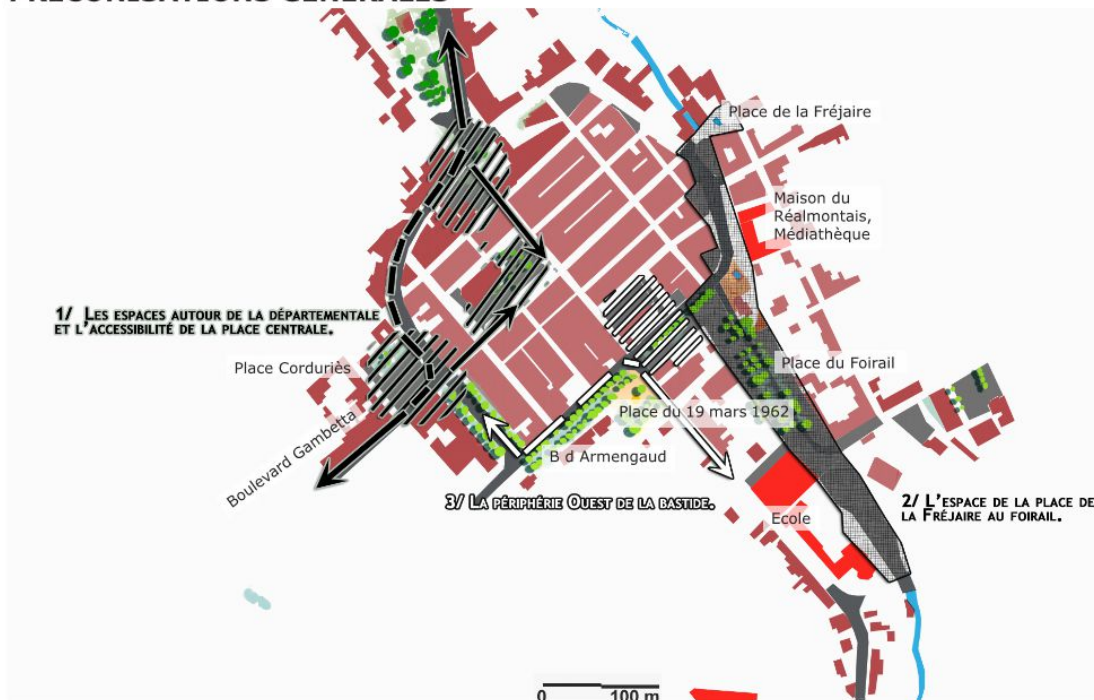 PRÉCONISATIONS GÉNÉRALES
Place de la Fréjaire
Maison du
Réalmontais,
Médiathèque
1/ LES ESPACES AUTOUR DE LA DÉPARTEMENTALE
ET L'ACCESSIBILITÉ DE LA PLACE CENTRALE.
Place Corduriès
Place du Foirail
Boulevard Gambetta
Place du 19 mars 1962
B d Armengaud
3/ LA PÉRIPHÉRIE OUEST DE LA BASTIDE.
2/ L'ESPACE DE LA PLACE DE
LA FRÉJAIRE AU FOIRAIL.
Ecole
0 100 m